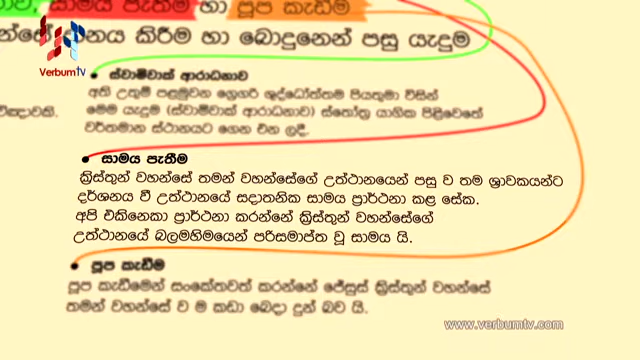 සාමය පැතීම හා පූප කැඩීම
කිරීම හා බොදුනෙන් පසු යැදුම
Verbum tv
• ස්වාමිවාක් ආරාධනාව
අති උතුම් පළමුවන ග්‍රෙගරි ශුද්ධෝත්තම පියතුමා විසින්
මෙම යැදුම (ස්වාමිවාක් ආරාධනාව) ස්තෝත්‍ර යාගික පිළිවෙතේ
වර්තමාන ස්ථානයට ගෙන එන ලදී.
• සාමය පැතීම
ක්‍රිස්තුන් වහන්සේ තමන් වහන්සේගේ උත්ථානයෙන් පසු ව තම ශ්‍රාවකයන්ට
දර්ශනය වී උත්ථානයේ සදාතනික සාමය ප්‍රාර්ථනා කළ සේක.
අපි එකිනෙකා ප්‍රාර්ථනා කරන්නේ ක්‍රිස්තුන් වහන්සේගේ
උත්ථානයේ බලමහිමයෙන් පරිසමාප්ත වූ සාමය යි.
• පූප කැඩීම
පූප කැඩීමෙන් සංකේතවත් කරන්නේ ජේසුස් ක්‍රිස්තුන් වහන්සේ
තමන් වහන්සේ ව ම කඩා බෙදා දුන් බව යි.
www.verbumtv.com